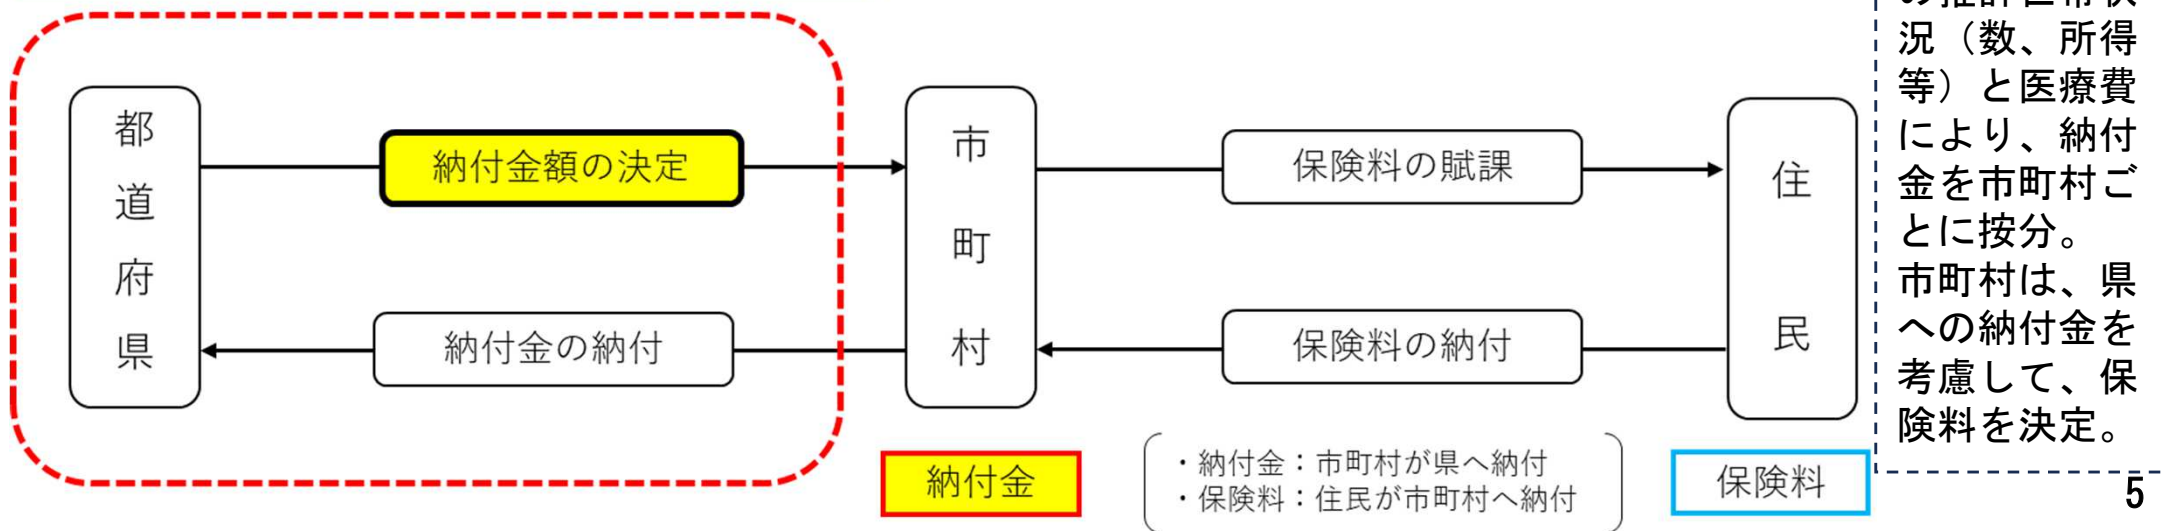 都道府県
納付金額の決定
納付金の納付
市町村
保険料の賦課
保険料の納付
住民
況（数、所得
等）と医療費
により、納付
金を市町村ご
とに按分。
市町村は、県
への納付金を
考慮して、保
険料を決定。
納付金
・納付金：市町村が県へ納付
・保険料：住民が市町村へ納付
保険料
5